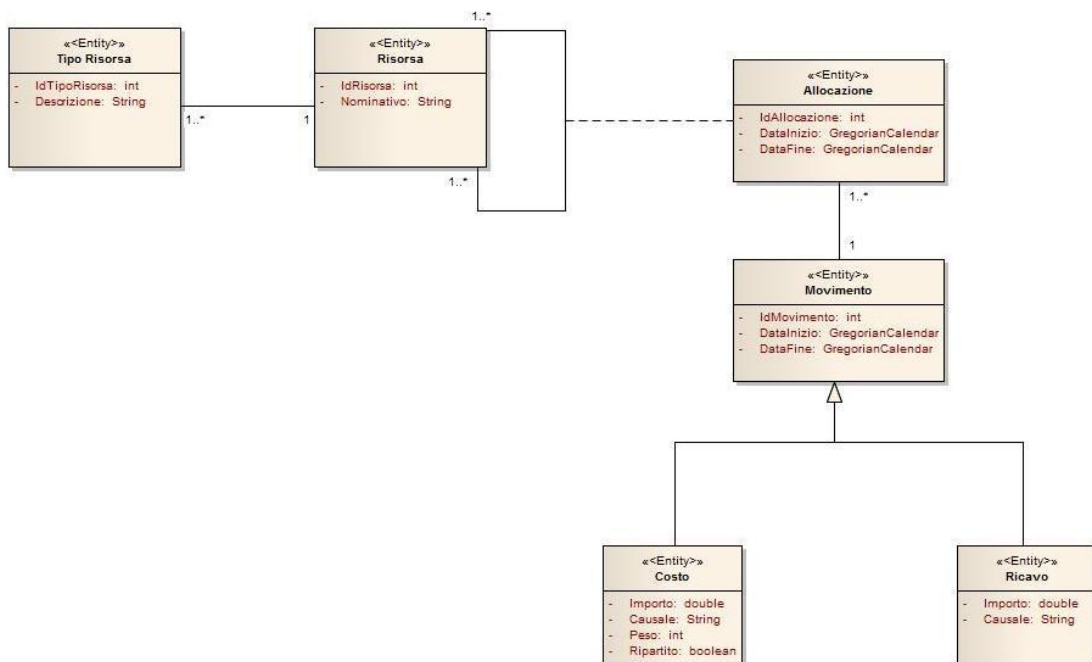 «<Entity>»
Tipo Risorsa
- IdTipoRisorsa: int
- Descrizione: String
1..*
1
«<Entity>»
Risorsa
- IdRisorsa: int
- Nominativo: String
1..*
1..*
«<Entity>»
Allocazione
- IdAllocazione: int
- DataInizio: GregorianCalendar
- DataFine: GregorianCalendar
1..*
1
«<Entity>»
Movimento
- IdMovimento: int
- DataInizio: GregorianCalendar
- DataFine: GregorianCalendar
«<Entity>»
Costo
- Importo: double
- Causale: String
- Peso: int
- Ripartito: boolean
«<Entity>»
Ricavo
- Importo: double
- Causale: String